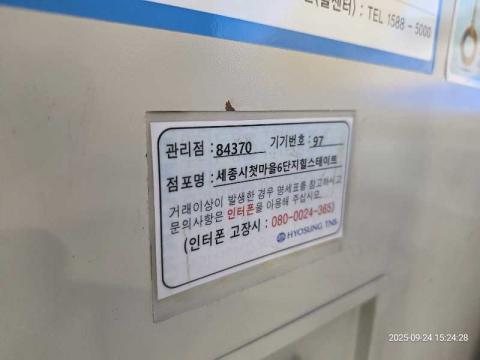 센터) : TEL 1588 - 5000
관리점 : 84370 기기번호 : 97
점포명 : 세종시첫마을6단지힐스테이트
거래이상이 발생한 경우 명세표를 참고하시고
문의사항은 인터폰을 이용해 주십시오.
(인터폰 고장시 : 080-0024-365)
HYOSUNG TNS
2025-09-24 15:24:28